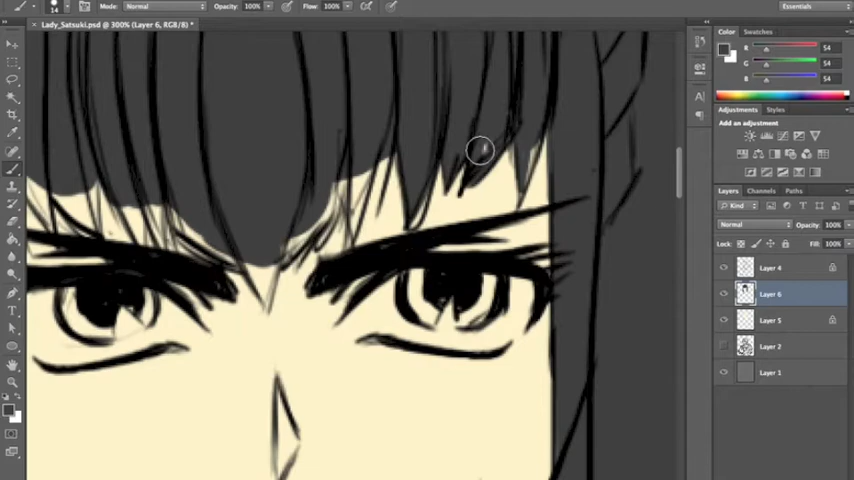 14 Mode: Normal Opacity: 100% Flow: 100% Essentials
Lady_Satsuki.psd @ 300% (Layer 6, RGB/8) *
Color Swatches
R 54
G 54
B 54
Adjustments Styles
Add an adjustment
Layers Channels Paths
Kind
Normal Opacity: 100%
Lock: Fill: 100%
Layer 4
Layer 6
Layer 5
Layer 2
Layer 1